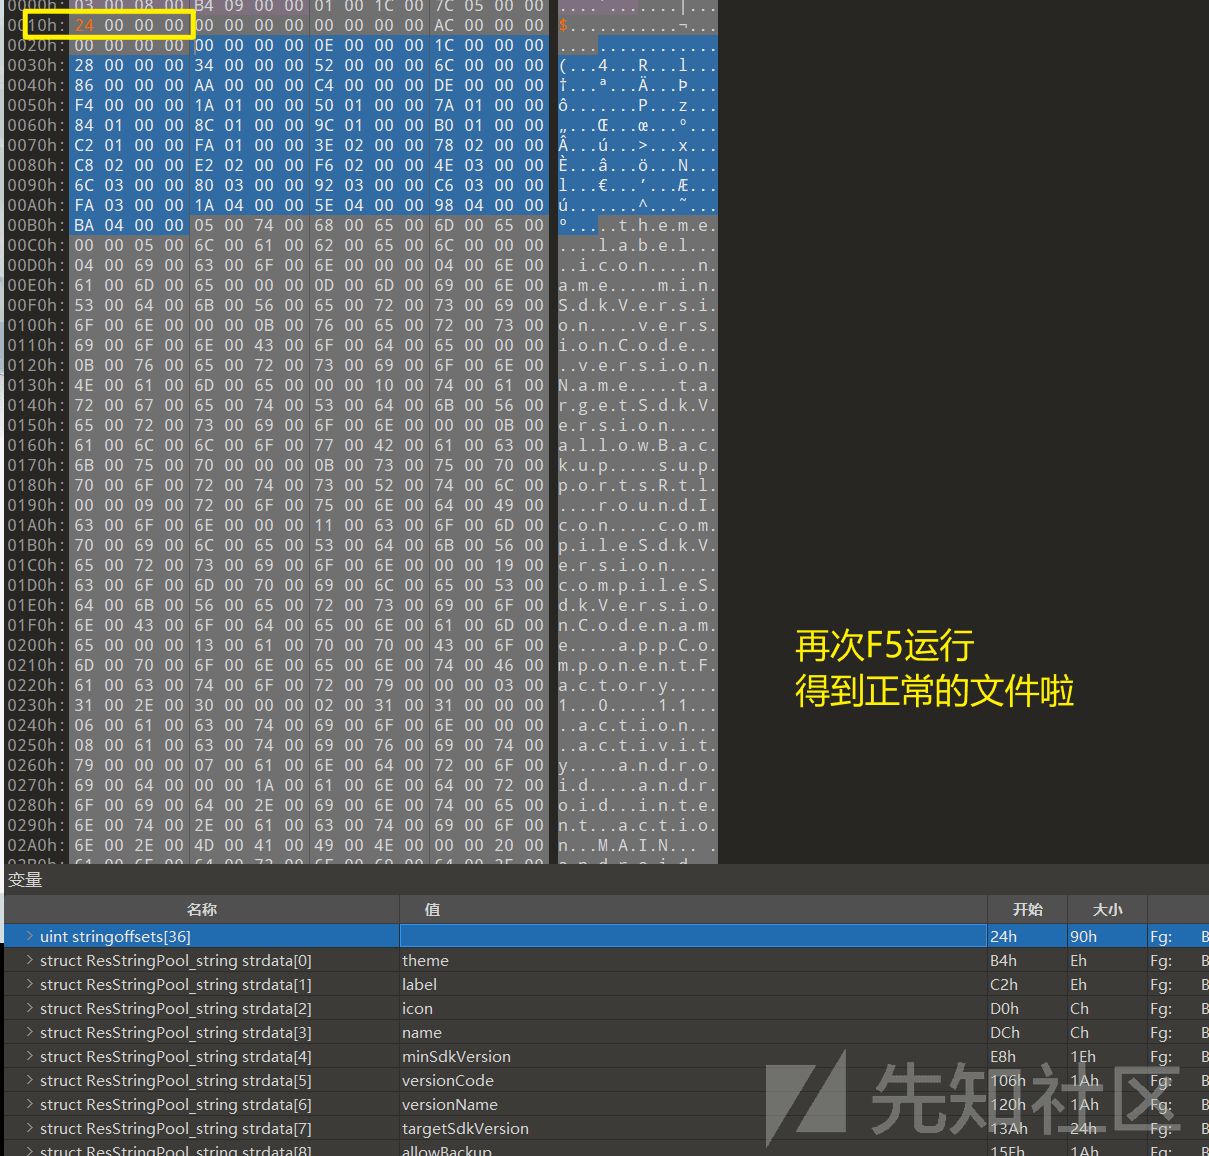 0000h: 03 00 08 00 B4 09 00 00 01 00 1C 00 7C 05 00 00 ....´.......|...
0010h: 24 00 00 00 00 00 00 00 00 00 00 00 AC 00 00 00 $...........¬...
0020h: 00 00 00 00 00 00 00 00 0E 00 00 00 1C 00 00 00 ................
0030h: 28 00 00 00 34 00 00 00 52 00 00 00 6C 00 00 00 (...4...R...l...
0040h: 86 00 00 00 AA 00 00 00 C4 00 00 00 DE 00 00 00 †...ª...Ä...Þ...
0050h: F4 00 00 00 1A 01 00 00 50 01 00 00 7A 01 00 00 ô.......P...z...
0060h: 84 01 00 00 8C 01 00 00 9C 01 00 00 B0 01 00 00 „...Œ...œ...°...
0070h: C2 01 00 00 FA 01 00 00 3E 02 00 00 78 02 00 00 Â...ú...>...x...
0080h: C8 02 00 00 E2 02 00 00 F6 02 00 00 4E 03 00 00 È...â...ö...N...
0090h: 6C 03 00 00 80 03 00 00 92 03 00 00 C6 03 00 00 l...€...’...Æ...
00A0h: FA 03 00 00 1A 04 00 00 5E 04 00 00 98 04 00 00 ú.......^...˜...
00B0h: BA 04 00 00 05 00 74 00 68 00 65 00 6D 00 65 00 º.....t.h.e.m.e.
00C0h: 00 00 05 00 6C 00 61 00 62 00 65 00 6C 00 00 00 ....l.a.b.e.l...
00D0h: 04 00 69 00 63 00 6F 00 6E 00 00 00 04 00 6E 00 ..i.c.o.n.....n.
00E0h: 61 00 6D 00 65 00 00 00 0D 00 6D 00 69 00 6E 00 a.m.e.....m.i.n.
00F0h: 53 00 64 00 6B 00 56 00 65 00 72 00 73 00 69 00 S.d.k.V.e.r.s.i.
0100h: 6F 00 6E 00 00 00 0B 00 76 00 65 00 72 00 73 00 o.n.....v.e.r.s.
0110h: 69 00 6F 00 6E 00 43 00 6F 00 64 00 65 00 00 00 i.o.n.C.o.d.e...
0120h: 0B 00 76 00 65 00 72 00 73 00 69 00 6F 00 6E 00 ..v.e.r.s.i.o.n.
0130h: 4E 00 61 00 6D 00 65 00 00 00 10 00 74 00 61 00 N.a.m.e.....t.a.
0140h: 72 00 67 00 65 00 74 00 53 00 64 00 6B 00 56 00 r.g.e.t.S.d.k.V.
0150h: 65 00 72 00 73 00 69 00 6F 00 6E 00 00 00 0B 00 e.r.s.i.o.n.....
0160h: 61 00 6C 00 6C 00 6F 00 77 00 42 00 61 00 63 00 a.l.l.o.w.B.a.c.
0170h: 6B 00 75 00 70 00 00 00 0B 00 73 00 75 00 70 00 k.u.p.....s.u.p.
0180h: 70 00 6F 00 72 00 74 00 73 00 52 00 74 00 6C 00 p.o.r.t.s.R.t.l.
0190h: 00 00 09 00 72 00 6F 00 75 00 6E 00 64 00 49 00 ....r.o.u.n.d.I.
01A0h: 63 00 6F 00 6E 00 00 00 11 00 63 00 6F 00 6D 00 c.o.n.....c.o.m.
01B0h: 70 00 69 00 6C 00 65 00 53 00 64 00 6B 00 56 00 p.i.l.e.S.d.k.V.
01C0h: 65 00 72 00 73 00 69 00 6F 00 6E 00 00 00 19 00 e.r.s.i.o.n.....
01D0h: 63 00 6F 00 6D 00 70 00 69 00 6C 00 65 00 53 00 c.o.m.p.i.l.e.S.
01E0h: 64 00 6B 00 56 00 65 00 72 00 73 00 69 00 6F 00 d.k.V.e.r.s.i.o.
01F0h: 6E 00 43 00 6F 00 64 00 65 00 6E 00 61 00 6D 00 n.C.o.d.e.n.a.m.
0200h: 65 00 00 00 13 00 61 00 70 00 70 00 43 00 6F 00 e.....a.p.p.C.o.
0210h: 6D 00 70 00 6F 00 6E 00 65 00 6E 00 74 00 46 00 m.p.o.n.e.n.t.F.
0220h: 61 00 63 00 74 00 6F 00 72 00 79 00 00 00 03 00 a.c.t.o.r.y.....
0230h: 31 00 2E 00 30 00 00 00 02 00 31 00 31 00 00 00 1...0.....1.1...
0240h: 06 00 61 00 63 00 74 00 69 00 6F 00 6E 00 00 00 ..a.c.t.i.o.n...
0250h: 08 00 61 00 63 00 74 00 69 00 76 00 69 00 74 00 ..a.c.t.i.v.i.t.
0260h: 79 00 00 00 07 00 61 00 6E 00 64 00 72 00 6F 00 y.....a.n.d.r.o.
0270h: 69 00 64 00 00 00 1A 00 61 00 6E 00 64 00 72 00 i.d.....a.n.d.r.
0280h: 6F 00 69 00 64 00 2E 00 69 00 6E 00 74 00 65 00 o.i.d...i.n.t.e.
0290h: 6E 00 74 00 2E 00 61 00 63 00 74 00 69 00 6F 00 n.t...a.c.t.i.o.
02A0h: 6E 00 2E 00 4D 00 41 00 49 00 4E 00 00 00 20 00 n...M.A.I.N... .
02B0h: 61 00 6E 00 64 00 72 00 6F 00 69 00 64 00 2E 00 a.n.d.r.o.i.d...
再次F5运行
得到正常的文件啦
变量
名称 值 开始 大小
uint stringoffsets[36] 24h 90h Fg: B
struct ResStringPool_string strdata[0] theme B4h Eh Fg: B
struct ResStringPool_string strdata[1] label C2h Eh Fg: B
struct ResStringPool_string strdata[2] icon D0h Ch Fg: B
struct ResStringPool_string strdata[3] name DCh Ch Fg: B
struct ResStringPool_string strdata[4] minSdkVersion E8h 1Eh Fg: B
struct ResStringPool_string strdata[5] versionCode 106h 1Ah Fg: B
struct ResStringPool_string strdata[6] versionName 120h 1Ah Fg: B
struct ResStringPool_string strdata[7] targetSdkVersion 13Ah 24h Fg: B
struct ResStringPool_string strdata[8] allowBackup 15Eh 1Ah Fg: B
先知社区